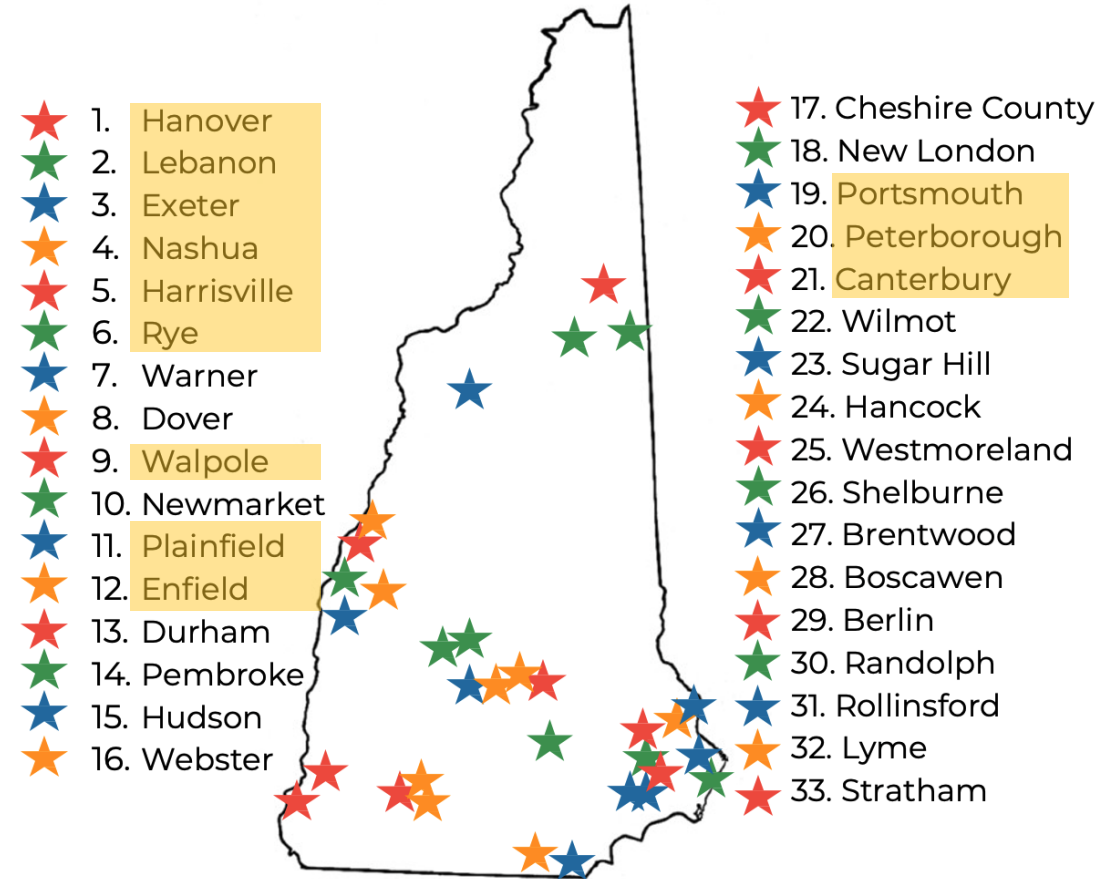 1. Hanover
2. Lebanon
3. Exeter
4. Nashua
5. Harrisville
6. Rye
7. Warner
8. Dover
9. Walpole
10. Newmarket
11. Plainfield
12. Enfield
13. Durham
14. Pembroke
15. Hudson
16. Webster
17. Cheshire County
18. New London
19. Portsmouth
20. Peterborough
21. Canterbury
22. Wilmot
23. Sugar Hill
24. Hancock
25. Westmoreland
26. Shelburne
27. Brentwood
28. Boscawen
29. Berlin
30. Randolph
31. Rollinsford
32. Lyme
33. Stratham